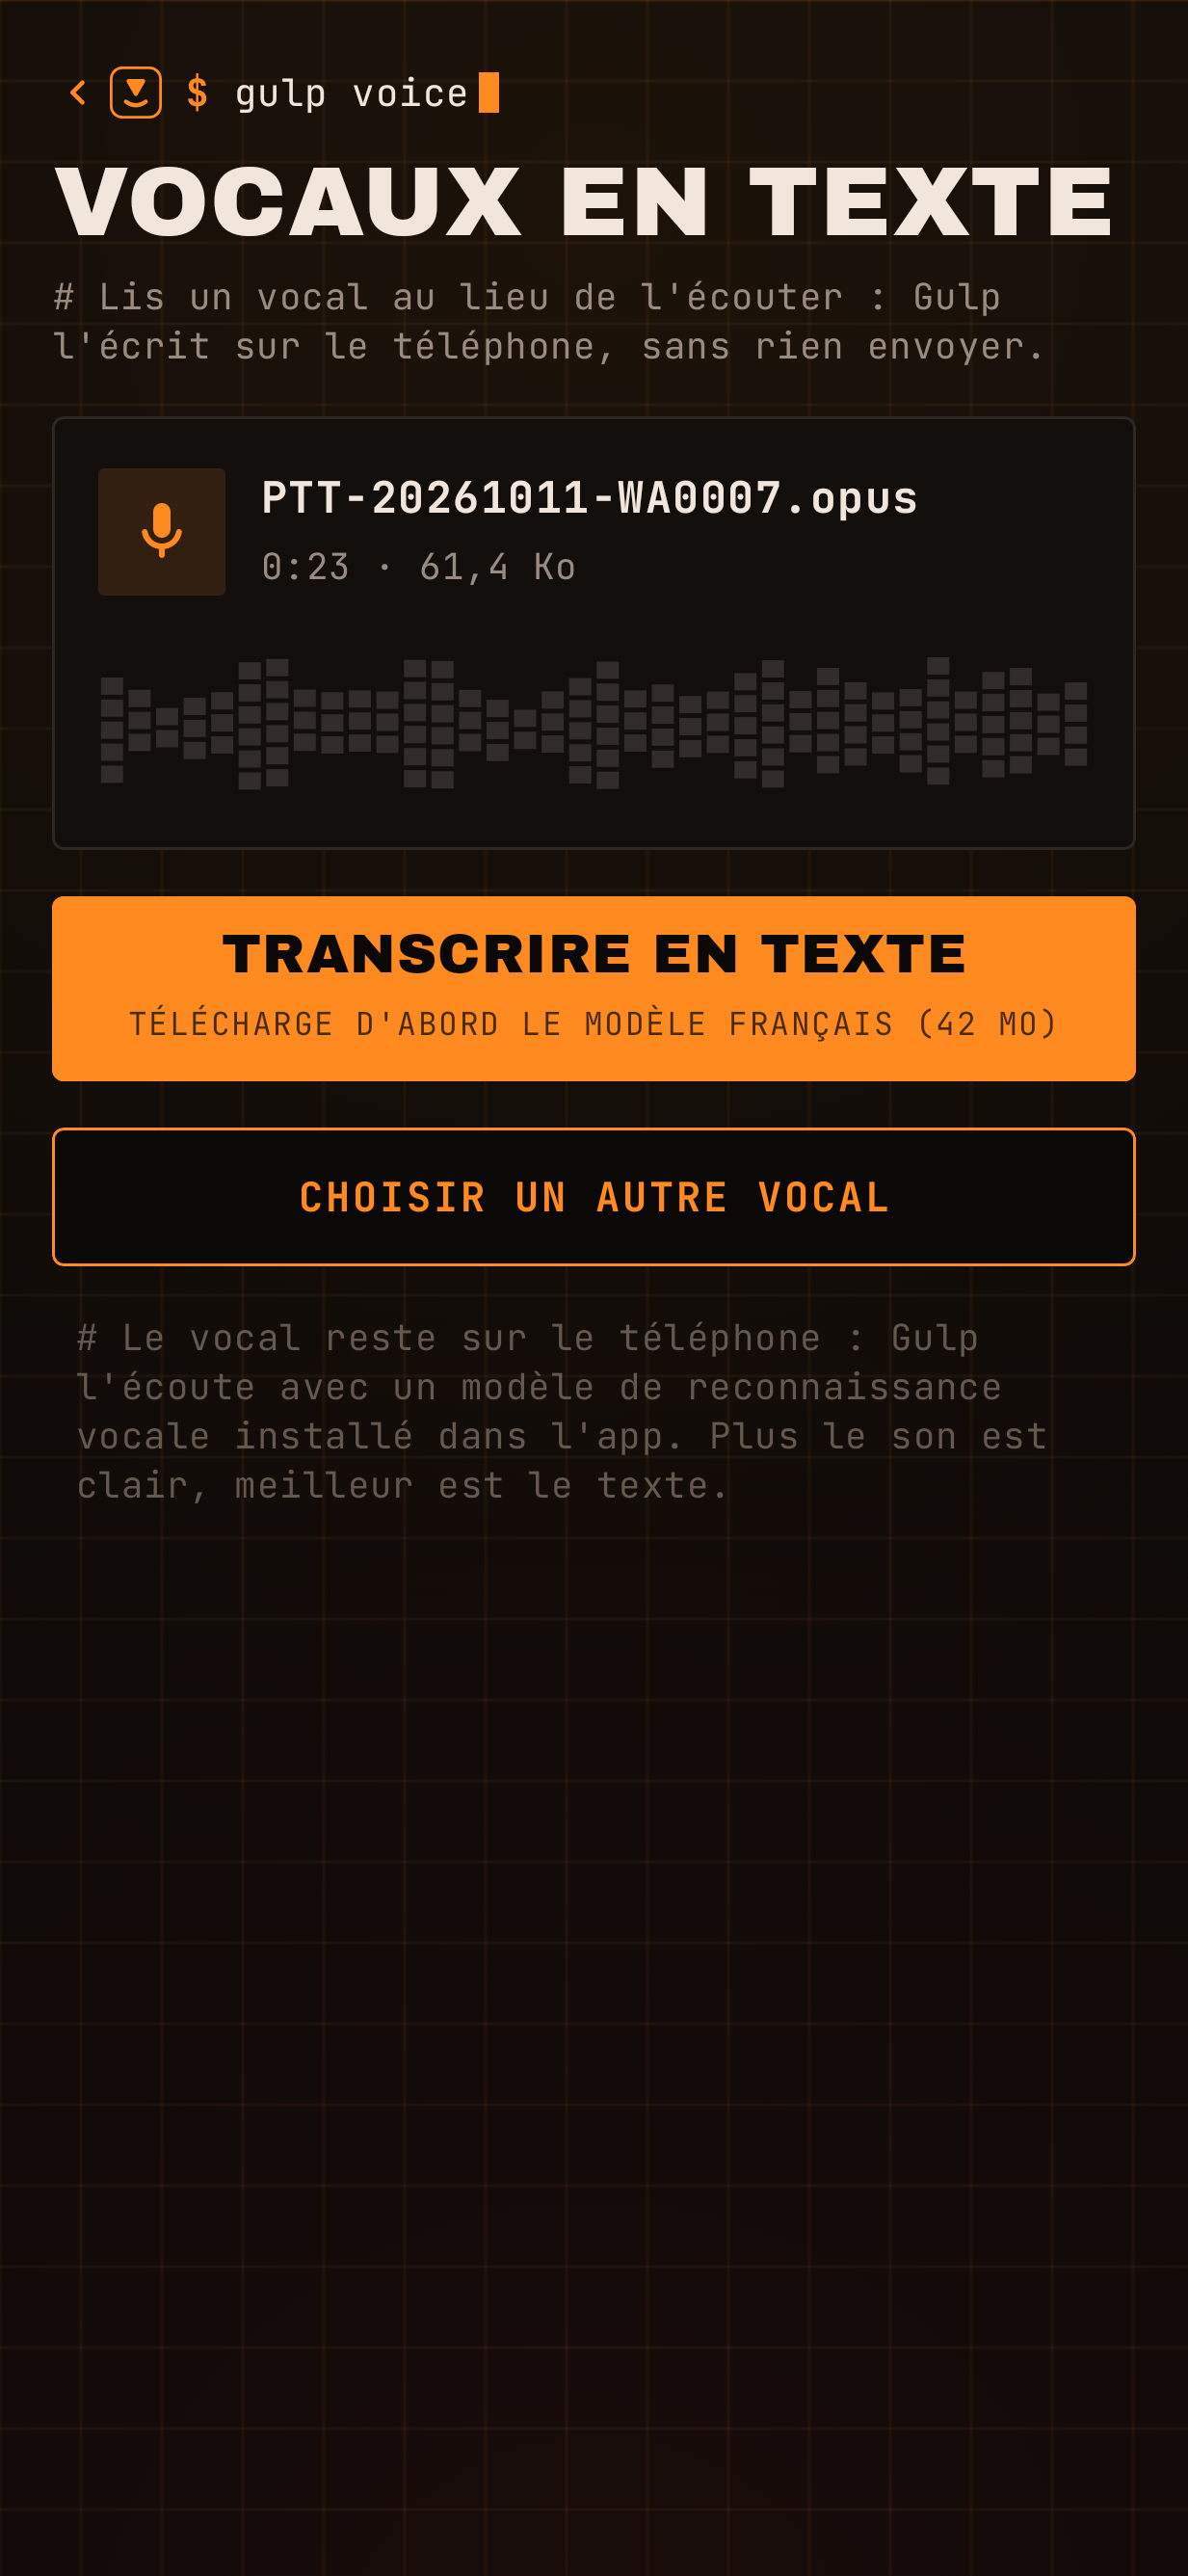 $ gulp voice
VOCAUX EN TEXTE
# Lis un vocal au lieu de l'écouter : Gulp
l'écrit sur le téléphone, sans rien envoyer.
PTT-20261011-WA0007.opus
0:23 · 61,4 Ko
TRANSCRIRE EN TEXTE
TÉLÉCHARGE D'ABORD LE MODÈLE FRANÇAIS (42 MO)
CHOISIR UN AUTRE VOCAL
# Le vocal reste sur le téléphone : Gulp
l'écoute avec un modèle de reconnaissance
vocale installé dans l'app. Plus le son est
clair, meilleur est le texte.